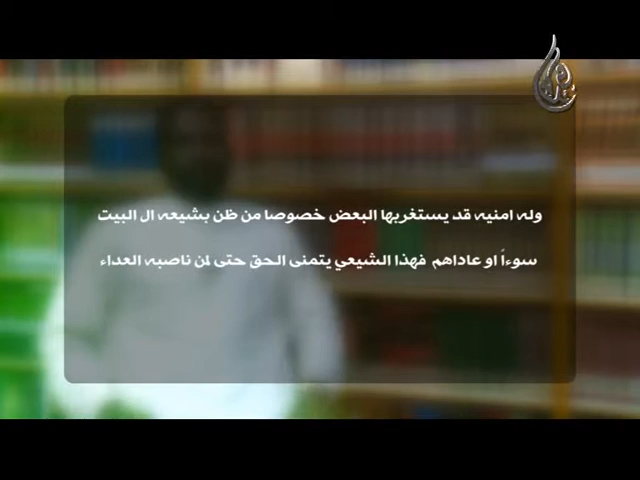 وله امنيه قد يستغربها البعض خصوصا من ظن بشيعه ال البيت
سوءاً او عاداهم فهذا الشيعي يتمنى الحق حتى لمن ناصبه العداء